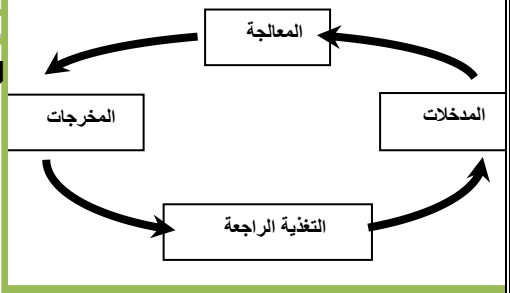 المعالجة
المدخلات
المخرجات
التغذية الراجعة